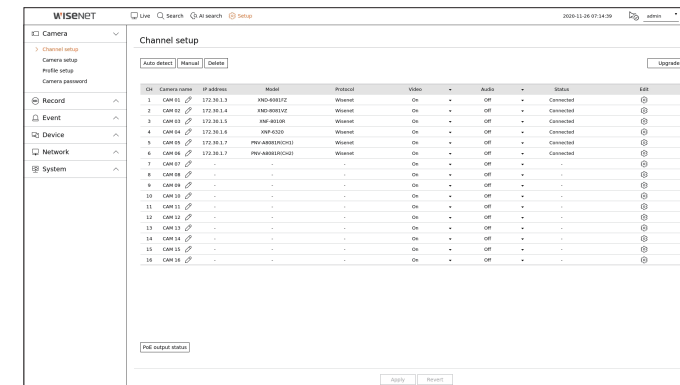 WISENET Live Search AI search Setup 2020-11-26 07:14:39 admin
Camera
Channel setup
Camera setup
Profile setup
Camera password
Record
Event
Device
Network
System
Channel setup
Auto detect Manual Delete Upgrade
CH Camera name IP address Model Protocol Video Audio Status Edit
1 CAM 01 172.30.1.3 XND-6081FZ Wisenet On Off Connected
2 CAM 02 172.30.1.4 XND-8081VZ Wisenet On Off Connected
3 CAM 03 172.30.1.5 XNF-8010R Wisenet On Off Connected
4 CAM 04 172.30.1.6 XNP-6320 Wisenet On Off Connected
5 CAM 05 172.30.1.7 PNV-A8081R(CH1) Wisenet On Off Connected
6 CAM 06 172.30.1.7 PNV-A8081R(CH2) Wisenet On Off Connected
7 CAM 07 - - - On Off -
8 CAM 08 - - - On Off -
9 CAM 09 - - - On Off -
10 CAM 10 - - - On Off -
11 CAM 11 - - - On Off -
12 CAM 12 - - - On Off -
13 CAM 13 - - - On Off -
14 CAM 14 - - - On Off -
15 CAM 15 - - - On Off -
16 CAM 16 - - - On Off -
PoE output status
Apply Revert